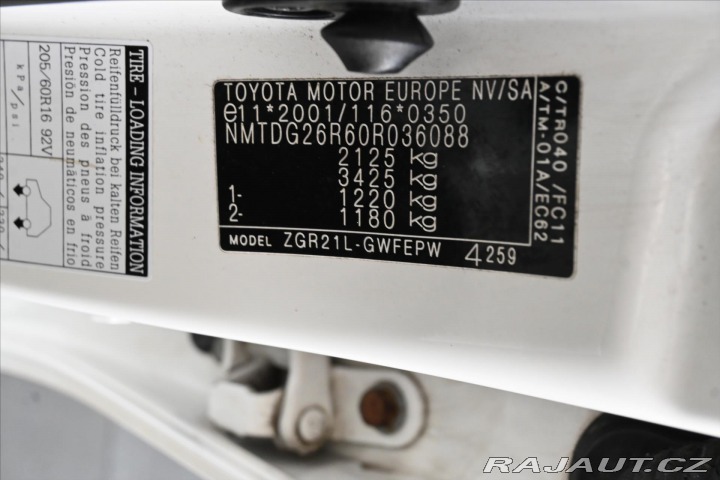 TIRE - LOADING INFORMATION
Reifenfülldruck bei kalten Reifen
Cold tire inflation pressure
Pression des pneus à froid
Presión de neumáticos en frio
205/60R16 92V
kPa/psi
TOYOTA MOTOR EUROPE NV/SA
e11*2001/116*0350
NMTDG26R60R036088
2125 kg
3425 kg
1- 1220 kg
2- 1180 kg
MODEL ZGR21L-GWFEPW 4259
C/TR040 /FC11
A/TM-01A/EC62
RAJAUT.CZ